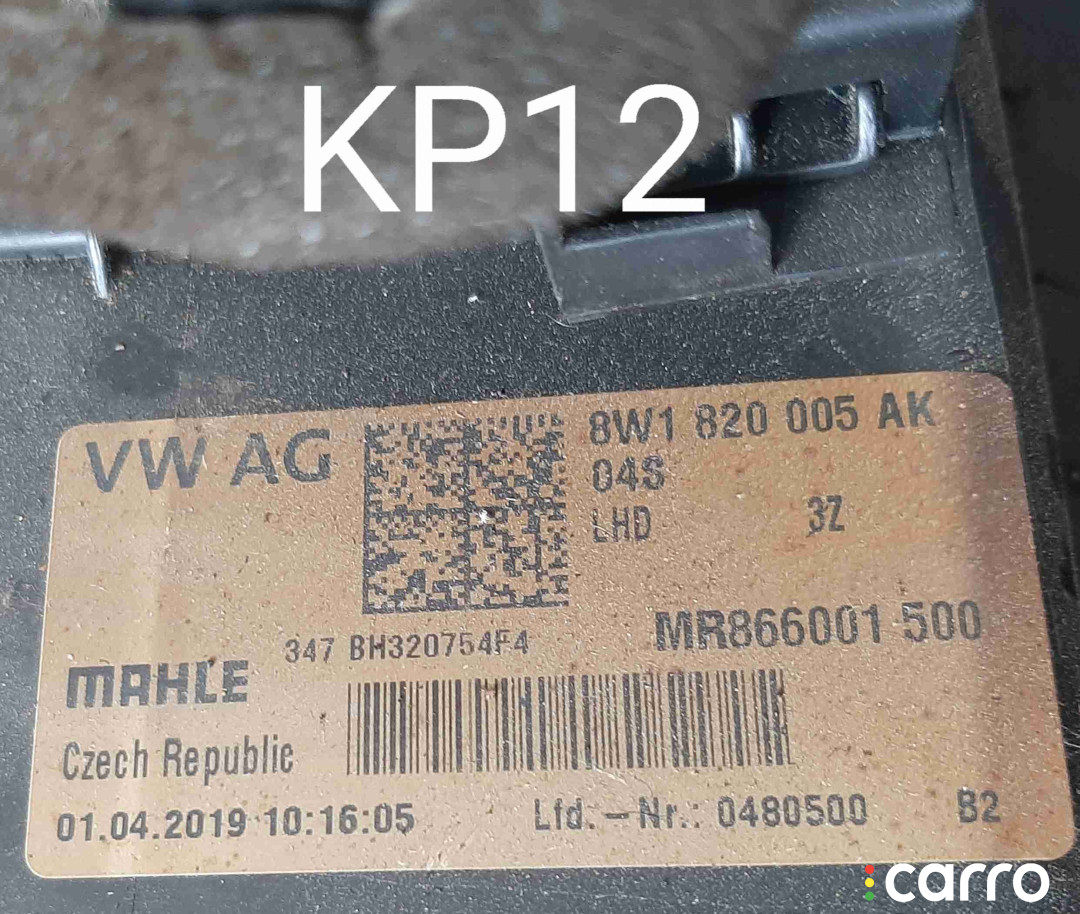 KP12
VW AG
8W1 820 005 AK
04S
LHD 3Z
MR866001 500
347 BH320754F4
MAHLE
Czech Republic
01.04.2019 10:16:05 Lfd.-Nr.: 0480500 B2
carro